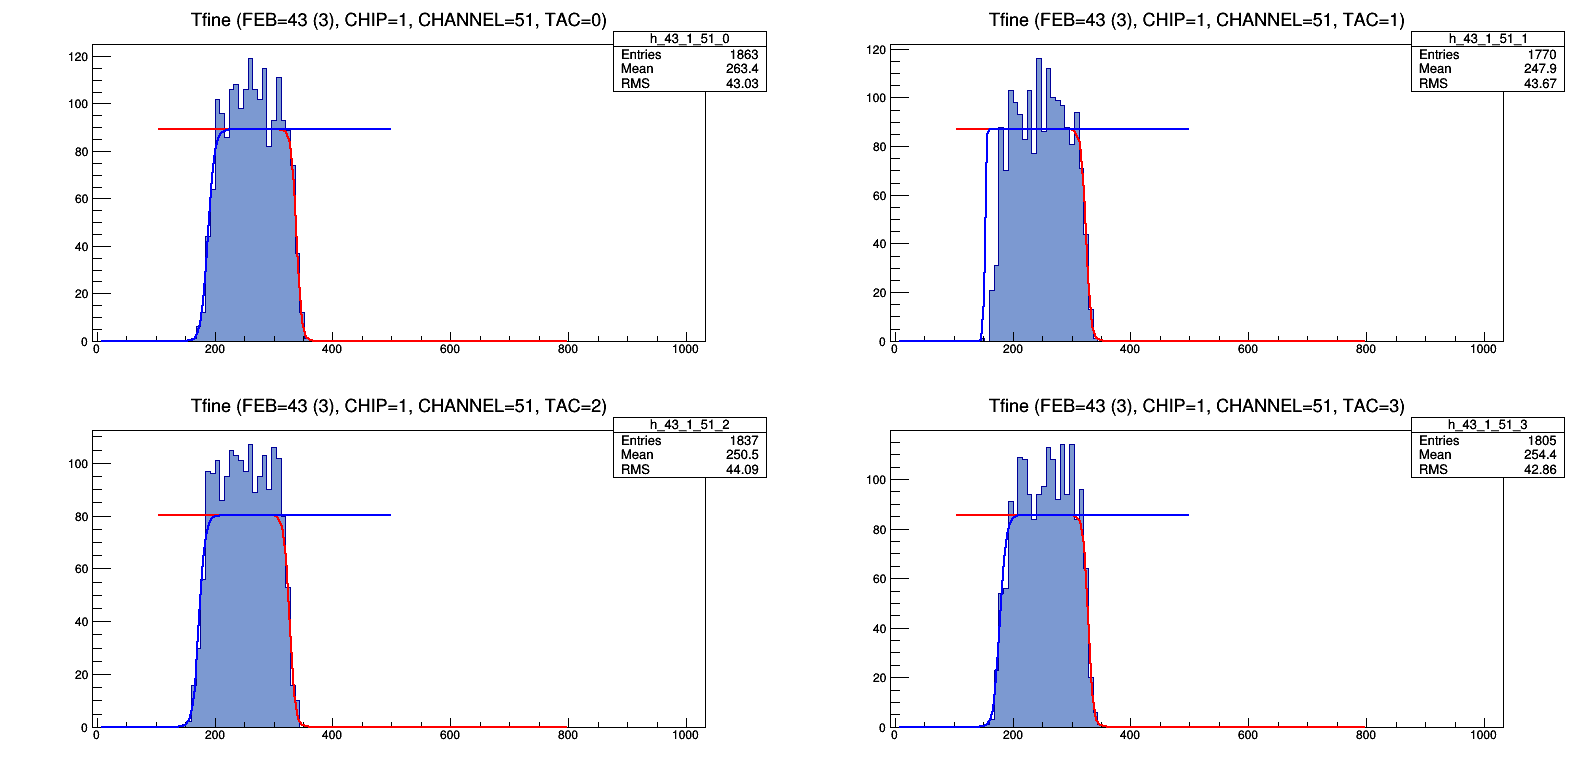 Tfine (FEB=43 (3), CHIP=1, CHANNEL=51, TAC=0)
h_43_1_51_0
Entries 1863
Mean 263.4
RMS 43.03
120
100
80
60
40
20
0
0 200 400 600 800 1000
Tfine (FEB=43 (3), CHIP=1, CHANNEL=51, TAC=1)
h_43_1_51_1
Entries 1770
Mean 247.9
RMS 43.67
120
100
80
60
40
20
0
0 200 400 600 800 1000
Tfine (FEB=43 (3), CHIP=1, CHANNEL=51, TAC=2)
h_43_1_51_2
Entries 1837
Mean 250.5
RMS 44.09
100
80
60
40
20
0
0 200 400 600 800 1000
Tfine (FEB=43 (3), CHIP=1, CHANNEL=51, TAC=3)
h_43_1_51_3
Entries 1805
Mean 254.4
RMS 42.86
100
80
60
40
20
0
0 200 400 600 800 1000